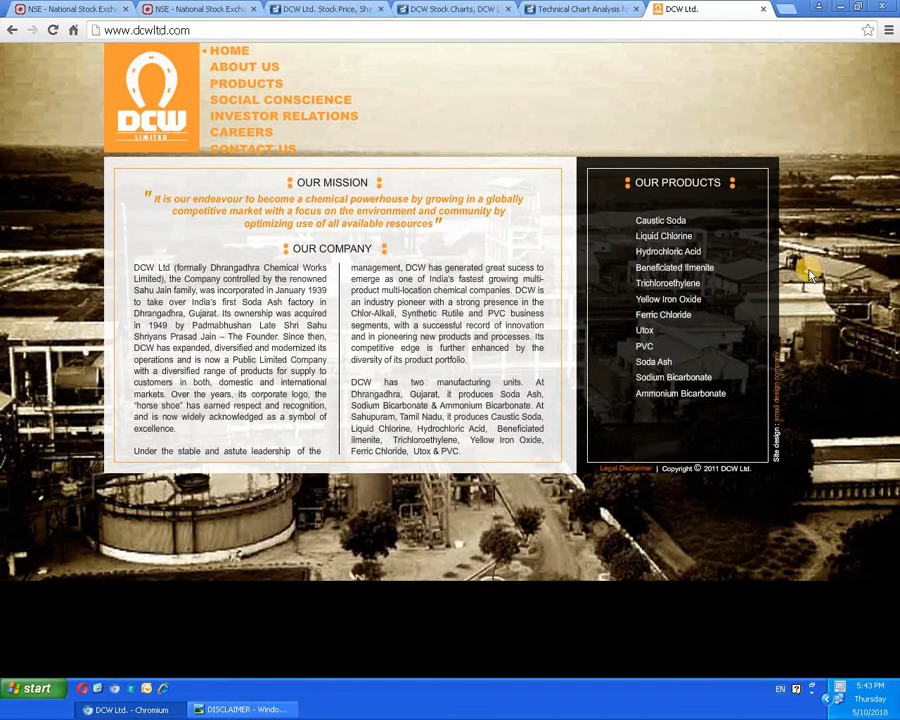 NSE - National Stock Excha
NSE - National Stock Excha
DCW Ltd. Stock Price, Sha
DCW Stock Charts, DCW L
Technical Chart Analysis fo
DCW Ltd.
www.dcwltd.com
DCW
LIMITED
HOME
ABOUT US
PRODUCTS
SOCIAL CONSCIENCE
INVESTOR RELATIONS
CAREERS
CONTACT US
OUR MISSION
" It is our endeavour to become a chemical powerhouse by growing in a globally
competitive market with a focus on the environment and community by
optimizing use of all available resources"
OUR COMPANY
DCW Ltd (formally Dhrangadhra Chemical Works
Limited), the Company controlled by the renowned
Sahu Jain family, was incorporated in January 1939
to take over India's first Soda Ash factory in
Dhrangadhra, Gujarat. Its ownership was acquired
in 1949 by Padmabhushan Late Shri Sahu
Shriyans Prasad Jain – The Founder. Since then,
DCW has expanded, diversified and modernized its
operations and is now a Public Limited Company
with a diversified range of products for supply to
customers in both, domestic and international
markets. Over the years, its corporate logo, the
"horse shoe" has earned respect and recognition,
and is now widely acknowledged as a symbol of
excellence.
Under the stable and astute leadership of the
management, DCW has generated great sucess to
emerge as one of India's fastest growing multi-
product multi-location chemical companies. DCW is
an industry pioneer with a strong presence in the
Chlor-Alkali, Synthetic Rutile and PVC business
segments, with a successful record of innovation
and in pioneering new products and processes. Its
competitive edge is further enhanced by the
diversity of its product portfolio.
DCW has two manufacturing units. At
Dhrangadhra, Gujarat, it produces Soda Ash,
Sodium Bicarbonate & Ammonium Bicarbonate. At
Sahupuram, Tamil Nadu, it produces Caustic Soda,
Liquid Chlorine, Hydrochloric Acid, Beneficiated
ilmenite, Trichloroethylene, Yellow Iron Oxide,
Ferric Chloride, Utox & PVC.
OUR PRODUCTS
Caustic Soda
Liquid Chlorine
Hydrochloric Acid
Beneficiated Ilmenite
Trichloroethylene
Yellow Iron Oxide
Ferric Chloride
Utox
PVC
Soda Ash
Sodium Bicarbonate
Ammonium Bicarbonate
Site design : small design company
Legal Disclaimer | Copyright © 2011 DCW Ltd.
start
EN
5:43 PM
Thursday
5/10/2018
DCW Ltd. - Chromium
DISCLAIMER - Windo...